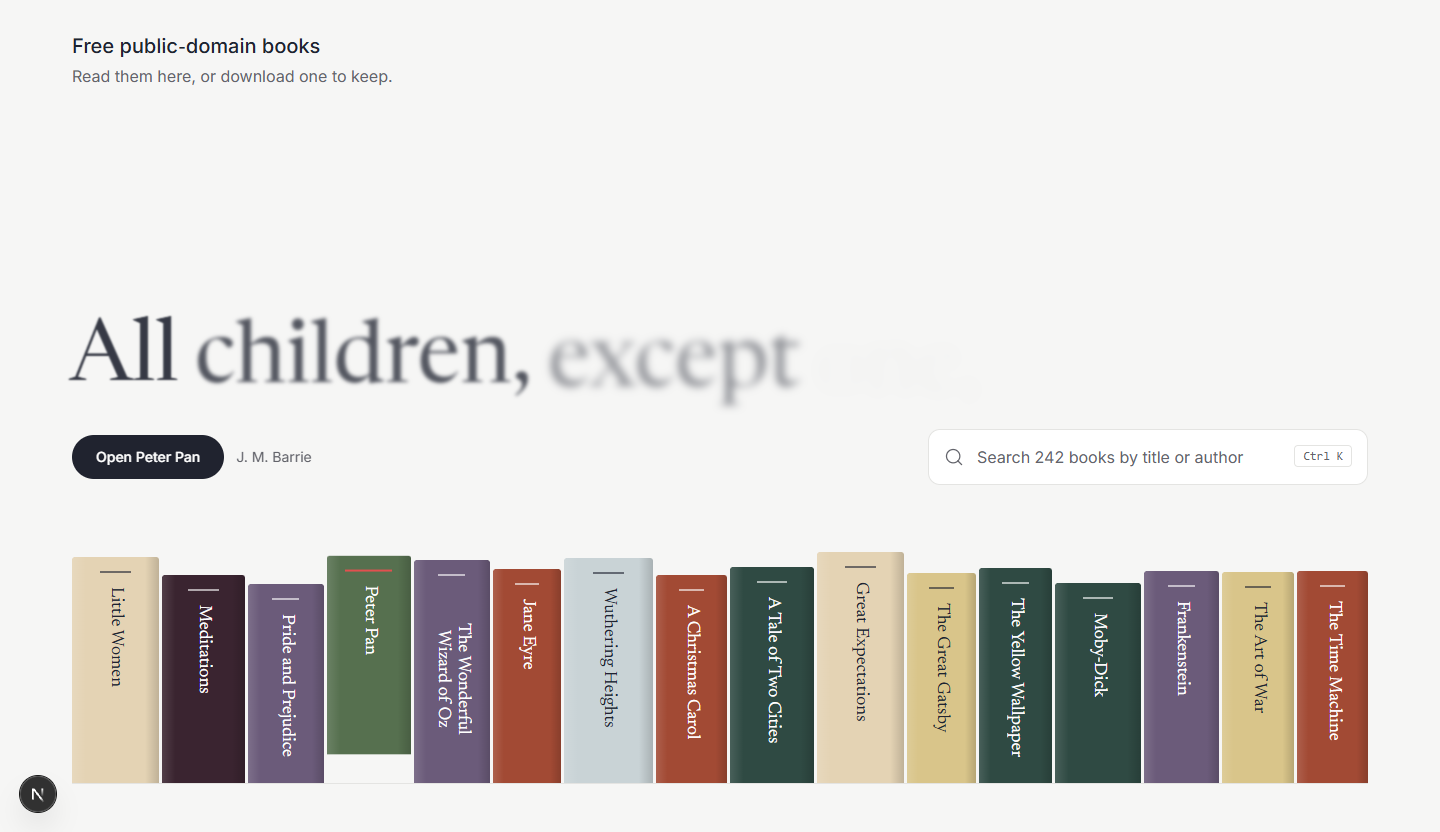 Free public-domain books
Read them here, or download one to keep.
All children, except
Open Peter Pan
J. M. Barrie
Search 242 books by title or author
Ctrl K
Little Women
Meditations
Pride and Prejudice
Peter Pan
The Wonderful
Wizard of Oz
Jane Eyre
Wuthering Heights
A Christmas Carol
A Tale of Two Cities
Great Expectations
The Great Gatsby
The Yellow Wallpaper
Moby-Dick
Frankenstein
The Art of War
The Time Machine